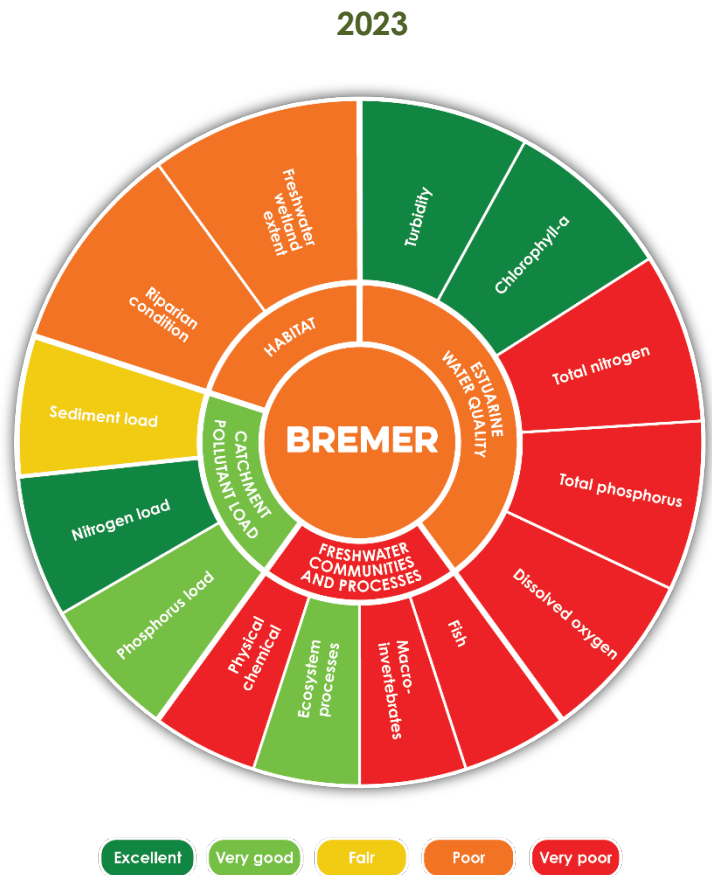 2023
Turbidity
Chlorophyll-a
Total nitrogen
Total phosphorus
Dissolved oxygen
Fish
Macro-
invertebrates
Ecosystem
processes
Physical
chemical
Phosphorus load
Nitrogen load
Sediment load
Riparian
condition
Freshwater
wetland
extent
HABITAT
ESTUARINE
WATER QUALITY
FRESHWATER
COMMUNITIES
AND PROCESSES
CATCHMENT
POLLUTANT LOAD
BREMER
Excellent
Very good
Fair
Poor
Very poor